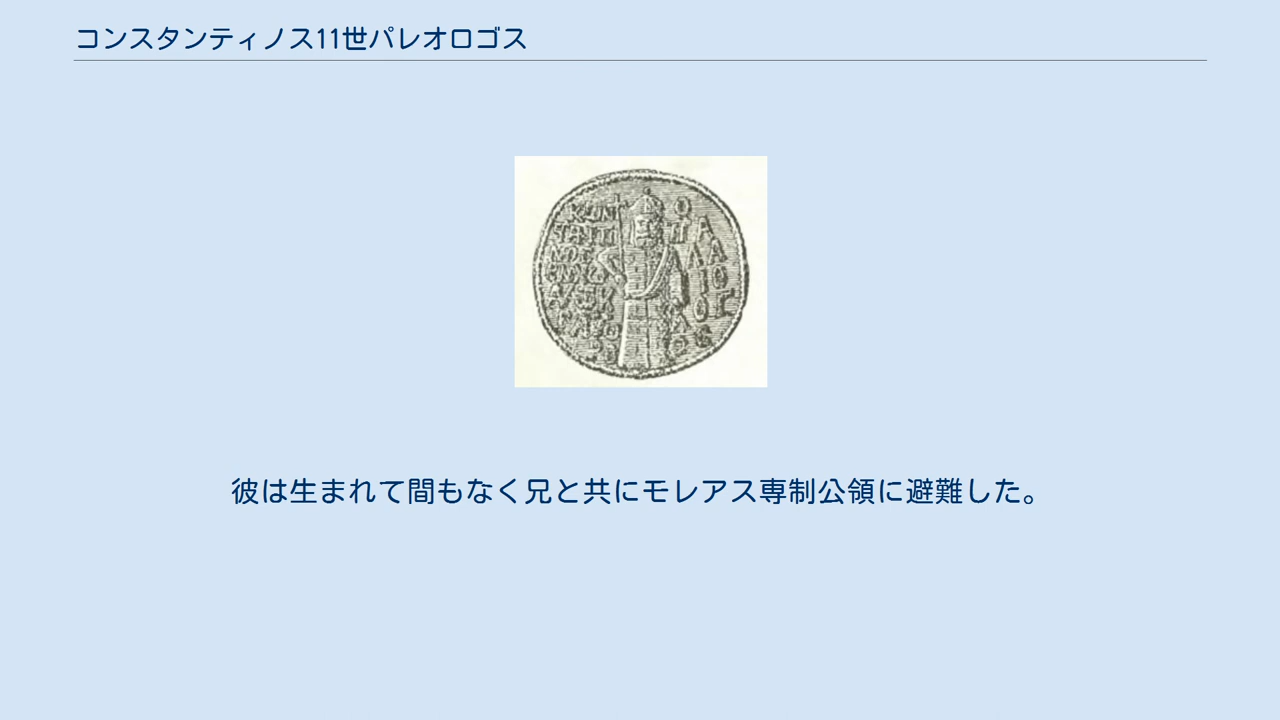 コンスタンティノス11世パレオロゴス
彼は生まれて間もなく兄と共にモレアス専制公領に避難した。